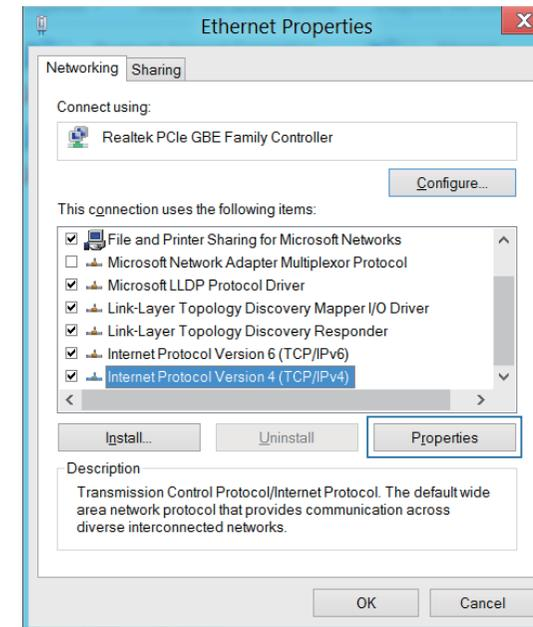 Ethernet Properties
Networking
Sharing
Connect using:
Realtek PCIe GBE Family Controller
Configure...
This connection uses the following items:
File and Printer Sharing for Microsoft Networks
Microsoft Network Adapter Multiplexor Protocol
Microsoft LLDP Protocol Driver
Link-Layer Topology Discovery Mapper I/O Driver
Link-Layer Topology Discovery Responder
Internet Protocol Version 6 (TCP/IPv6)
Internet Protocol Version 4 (TCP/IPv4)
Install...
Uninstall
Properties
Description
Transmission Control Protocol/Internet Protocol. The default wide
area network protocol that provides communication across
diverse interconnected networks.
OK
Cancel